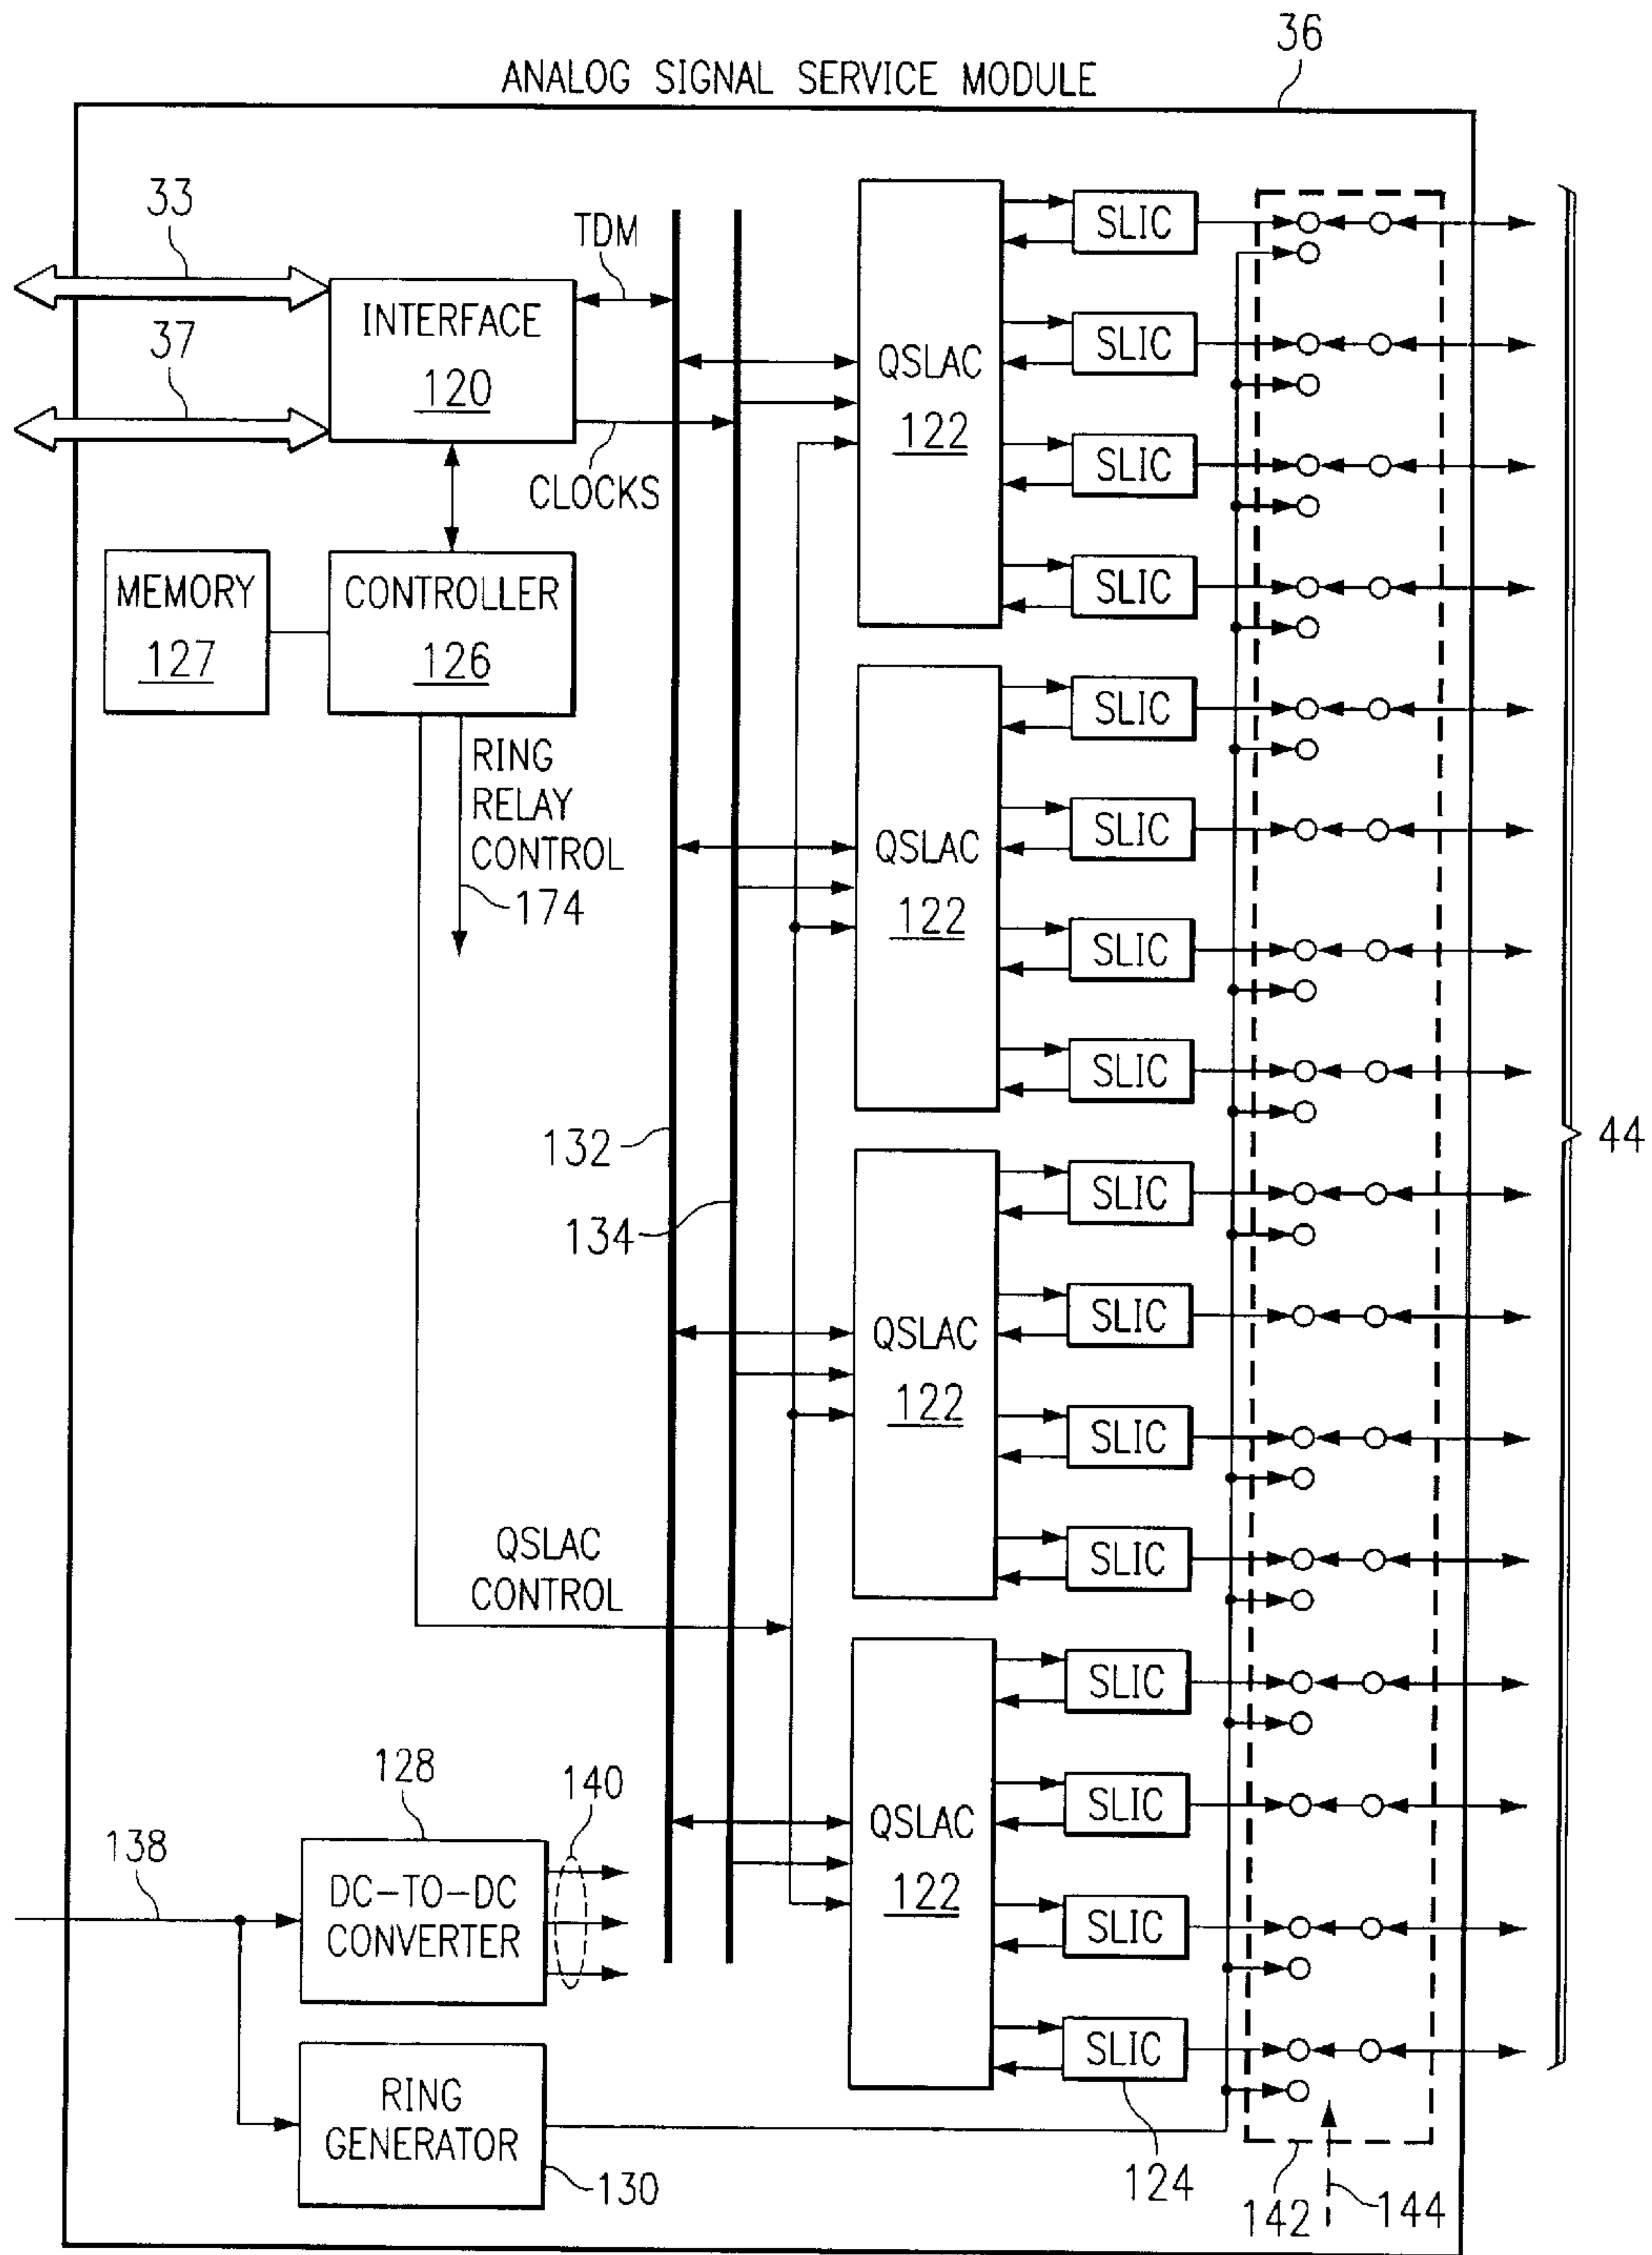 36
ANALOG SIGNAL SERVICE MODULE
33
TDM
INTERFACE
120
37
CLOCKS
MEMORY
127
CONTROLLER
126
RING
RELAY
CONTROL
174
QSLAC
122
SLIC
SLIC
SLIC
SLIC
QSLAC
122
SLIC
SLIC
SLIC
SLIC
132
134
44
QSLAC
122
SLIC
SLIC
SLIC
SLIC
QSLAC
CONTROL
QSLAC
122
SLIC
SLIC
SLIC
SLIC
128
140
138
DC-TO-DC
CONVERTER
RING
GENERATOR
130
124
142
144